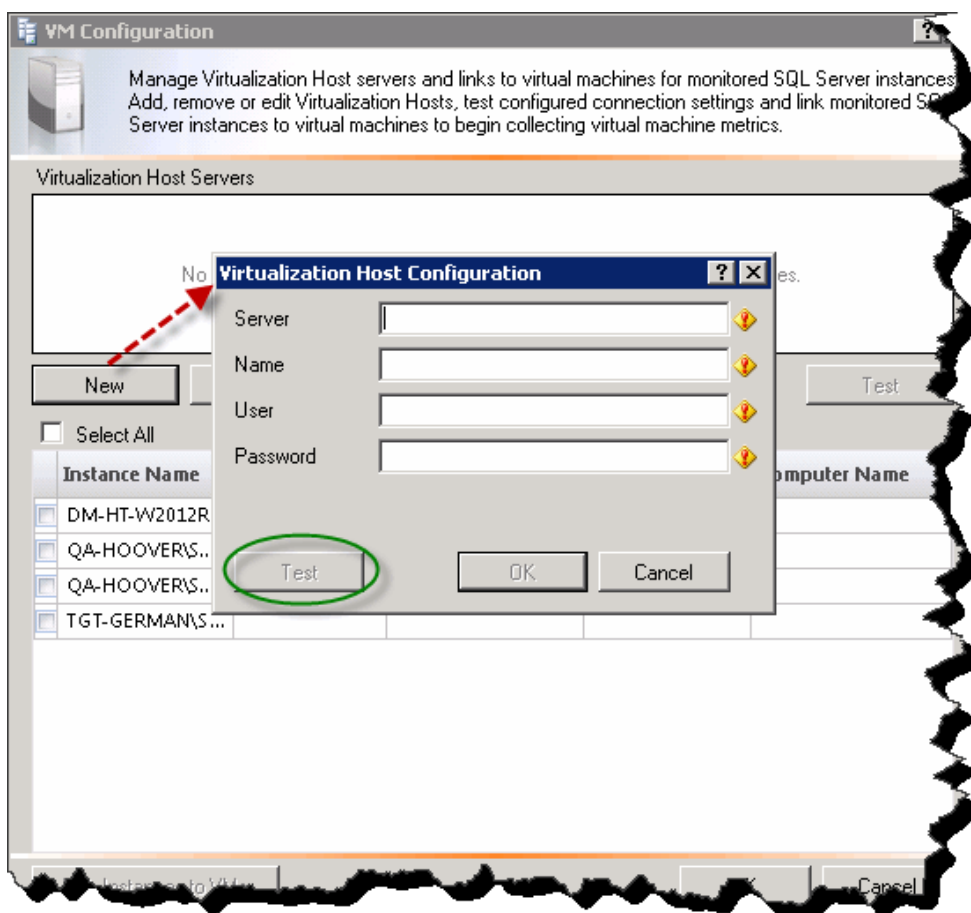 VM Configuration
Manage Virtualization Host servers and links to virtual machines for monitored SQL Server instances
Add, remove or edit Virtualization Hosts, test configured connection settings and link monitored
Server instances to virtual machines to begin collecting virtual machine metrics.
Virtualization Host Servers
No
es.
Virtualization Host Configuration
Server
Name
User
Password
Test
OK
Cancel
New
Test
Select All
Instance Name
omputer Name
DM-HT-W2012R
QA-HOOVER\S...
QA-HOOVER\S...
TGT-GERMAN\S...
Cancel